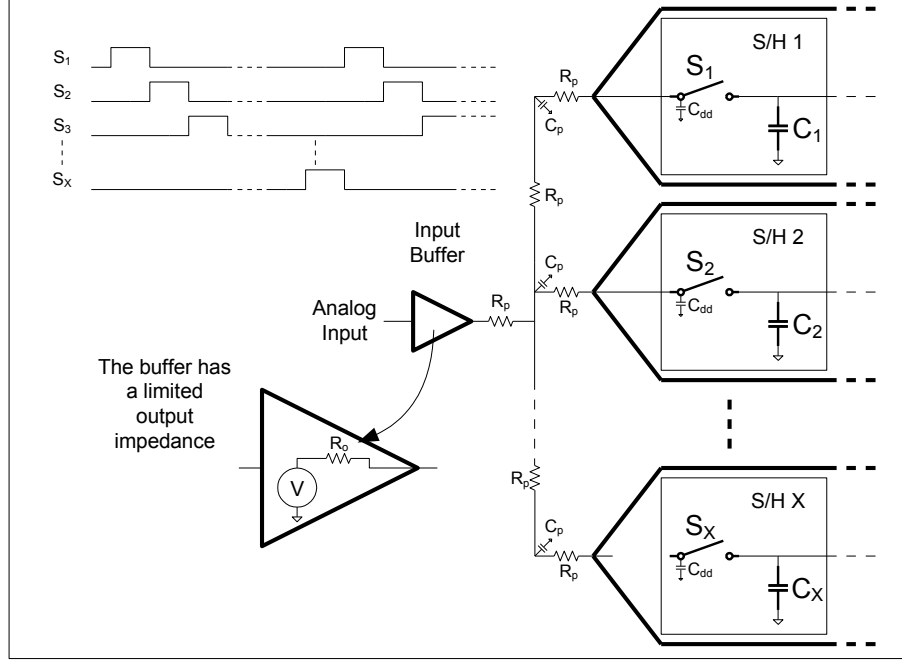 S1
S2
S3
SX
Input
Buffer
Analog
Input
Rp
The buffer has
a limited
output
impedance
Ro
V
Rp
Cp
Rp
Cp
Rp
Rp
Cp
Rp
S/H 1
S1
Cdd
C1
S/H 2
S2
Cdd
C2
S/H X
SX
Cdd
CX